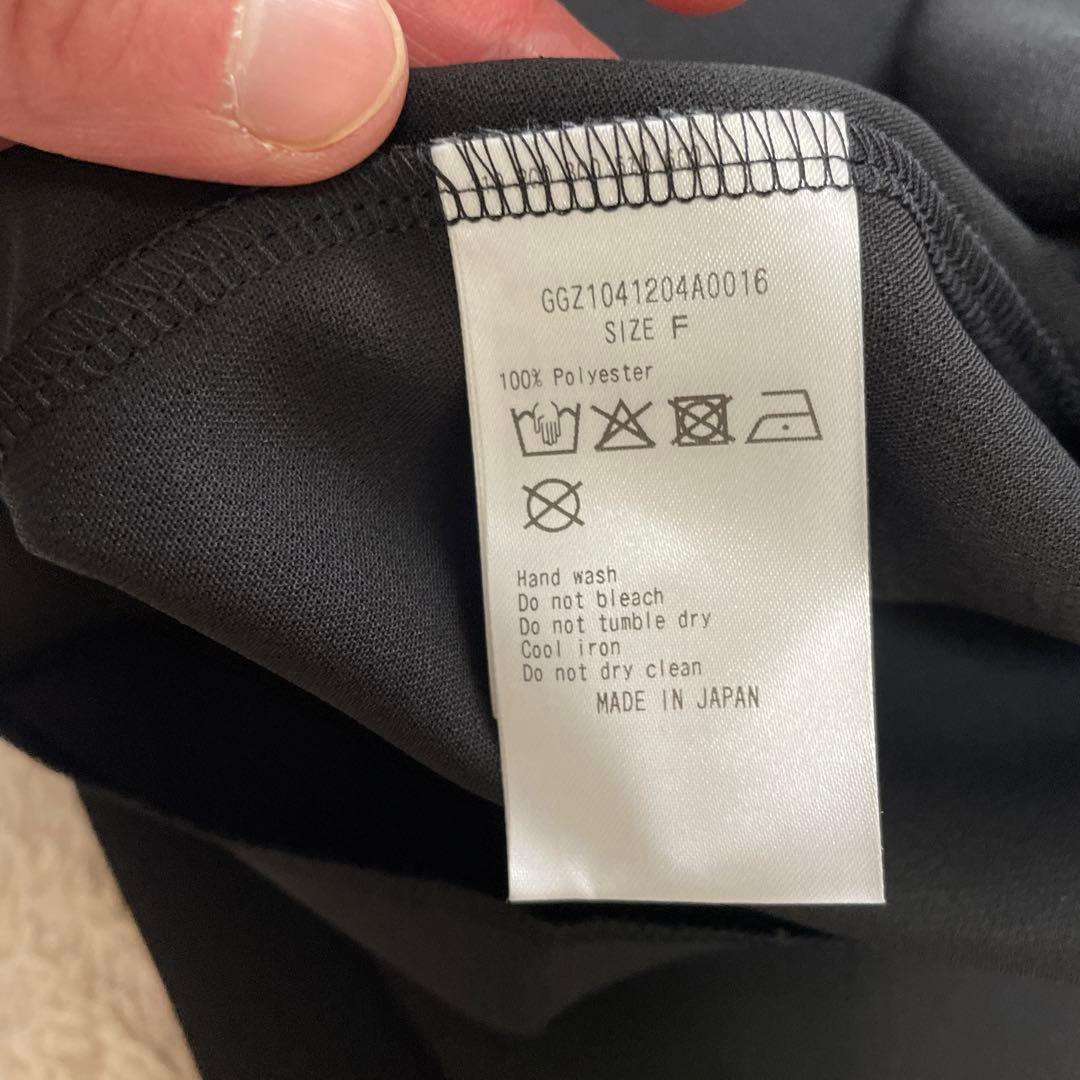 GGZ1041204A0016
SIZE F
100% Polyester
Hand wash
Do not bleach
Do not tumble dry
Cool iron
Do not dry clean
MADE IN JAPAN